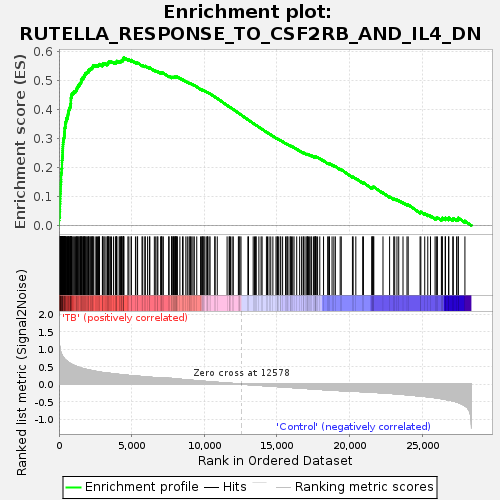 Enrichment plot:
RUTELLA_RESPONSE_TO_CSF2RB_AND_IL4_DN
Enrichment score (ES)
0.6
0.5
0.4
0.3
0.2
0.1
0.0
'TB' (positively correlated)
Ranked list metric (Signal2Noise)
2.0
1.5
1.0
0.5
0.0
-0.5
-1.0
Zero cross at 12578
'Control' (negatively correlated)
0
5,000
10,000
15,000
20,000
25,000
Rank in Ordered Dataset
Enrichment profile
Hits
Ranking metric scores